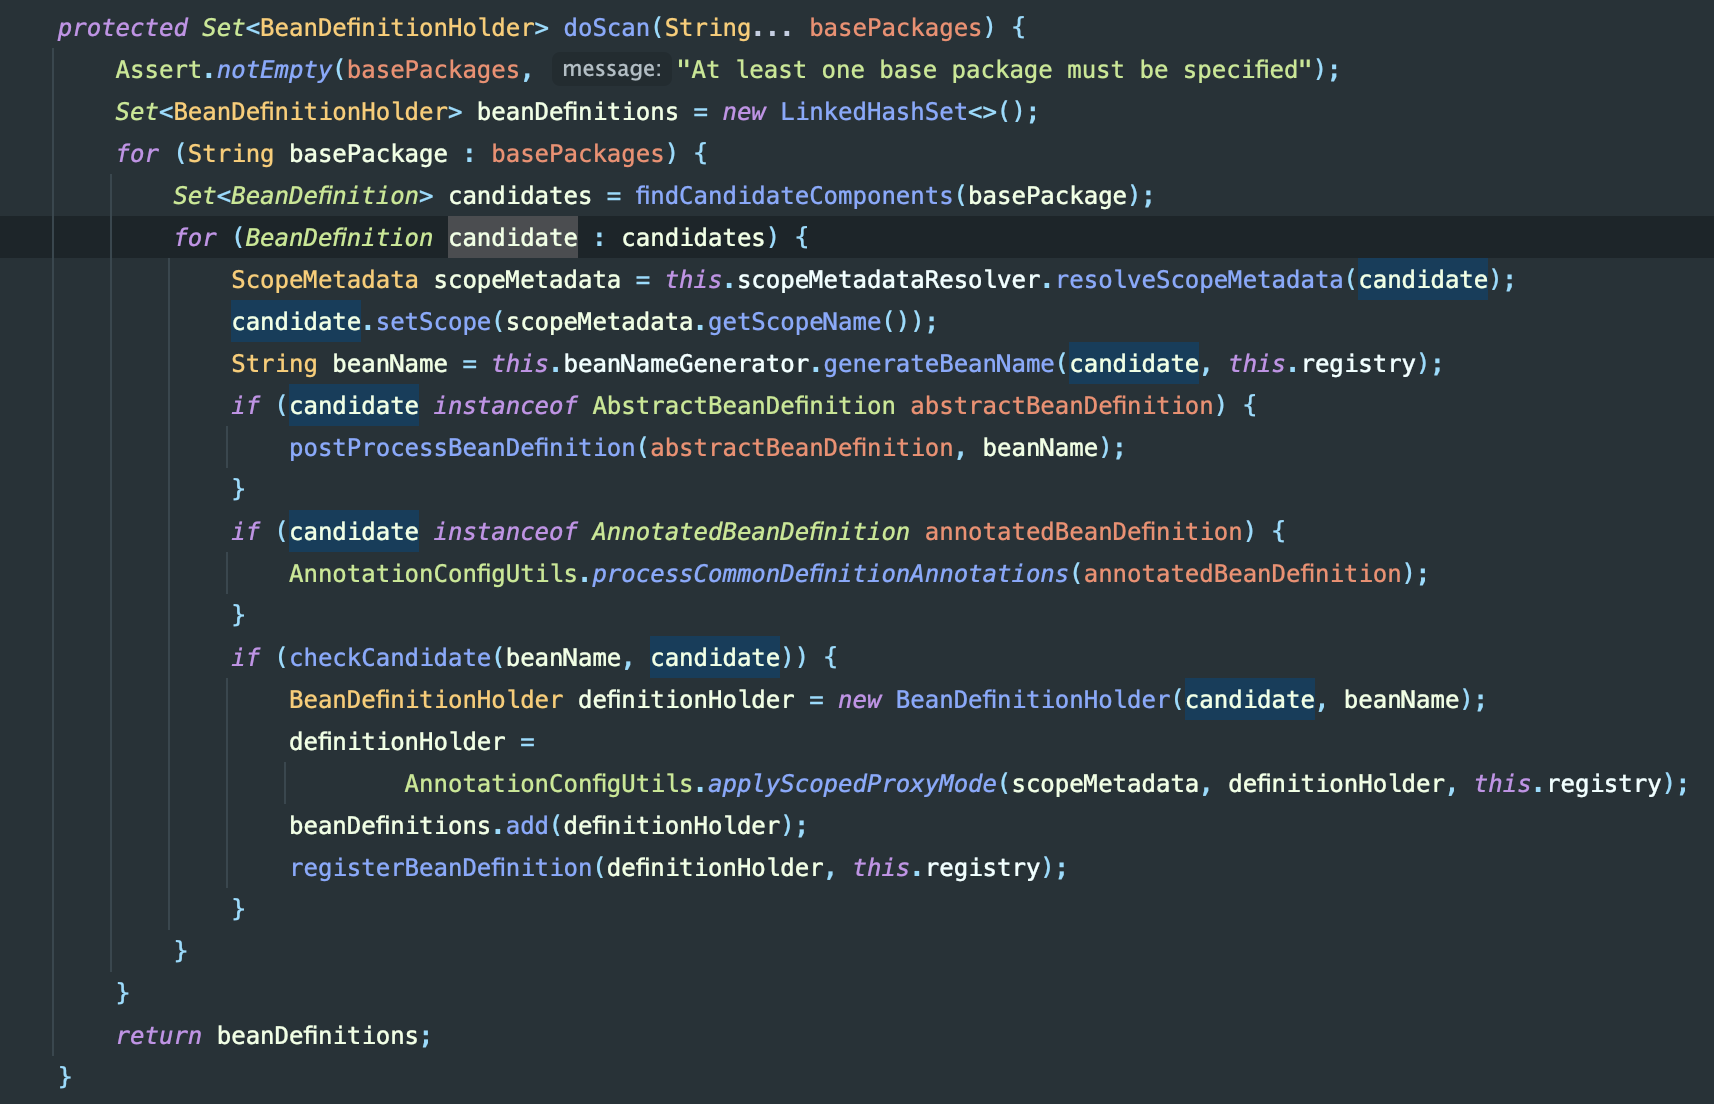 protected Set<BeanDefinitionHolder> doScan(String... basePackages) {
Assert.notEmpty(basePackages, message: "At least one base package must be specified");
Set<BeanDefinitionHolder> beanDefinitions = new LinkedHashSet<>();
for (String basePackage : basePackages) {
Set<BeanDefinition> candidates = findCandidateComponents(basePackage);
for (BeanDefinition candidate : candidates) {
ScopeMetadata scopeMetadata = this.scopeMetadataResolver.resolveScopeMetadata(candidate);
candidate.setScope(scopeMetadata.getScopeName());
String beanName = this.beanNameGenerator.generateBeanName(candidate, this.registry);
if (candidate instanceof AbstractBeanDefinition abstractBeanDefinition) {
postProcessBeanDefinition(abstractBeanDefinition, beanName);
}
if (candidate instanceof AnnotatedBeanDefinition annotatedBeanDefinition) {
AnnotationConfigUtils.processCommonDefinitionAnnotations(annotatedBeanDefinition);
}
if (checkCandidate(beanName, candidate)) {
BeanDefinitionHolder definitionHolder = new BeanDefinitionHolder(candidate, beanName);
definitionHolder =
AnnotationConfigUtils.applyScopedProxyMode(scopeMetadata, definitionHolder, this.registry);
beanDefinitions.add(definitionHolder);
registerBeanDefinition(definitionHolder, this.registry);
}
}
}
return beanDefinitions;
}